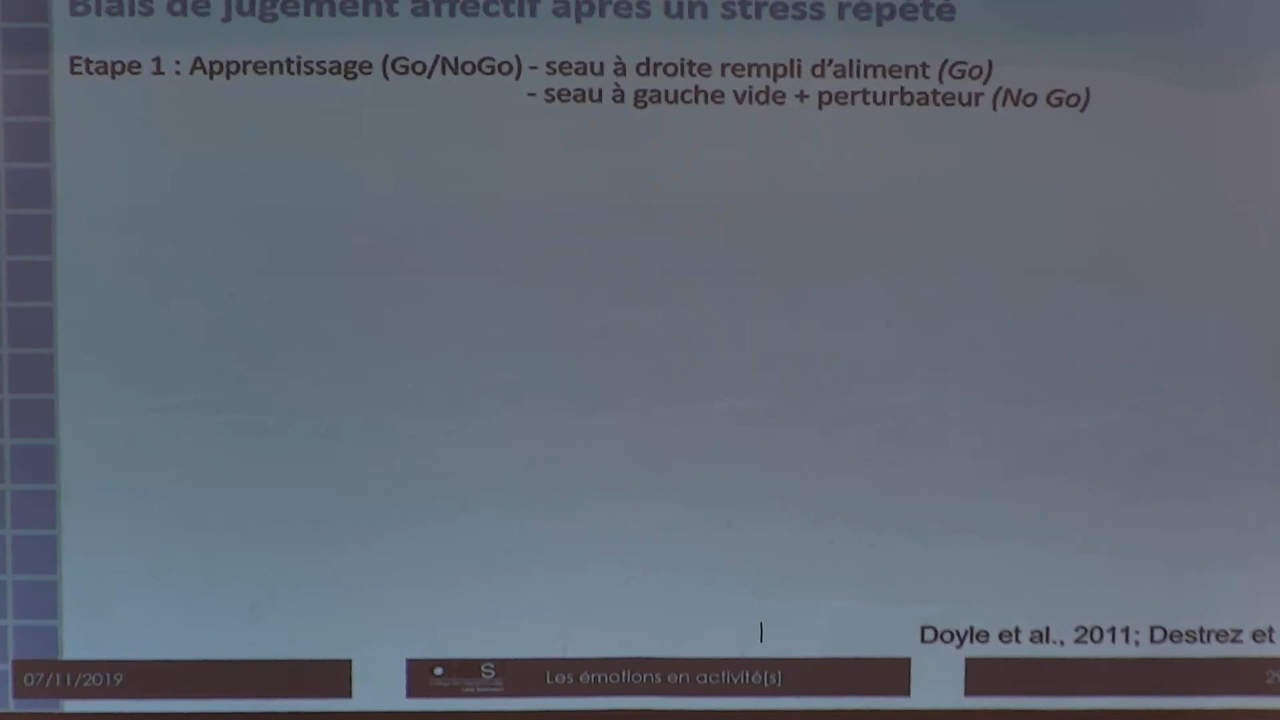 Biais de jugement affectif après un stress répété
Etape 1 : Apprentissage (Go/NoGo) - seau à droite rempli d'aliment (Go)
- seau à gauche vide + perturbateur (No Go)
Doyle et al., 2011; Destrez et
07/11/2019
S
Les émotions en activité[s]